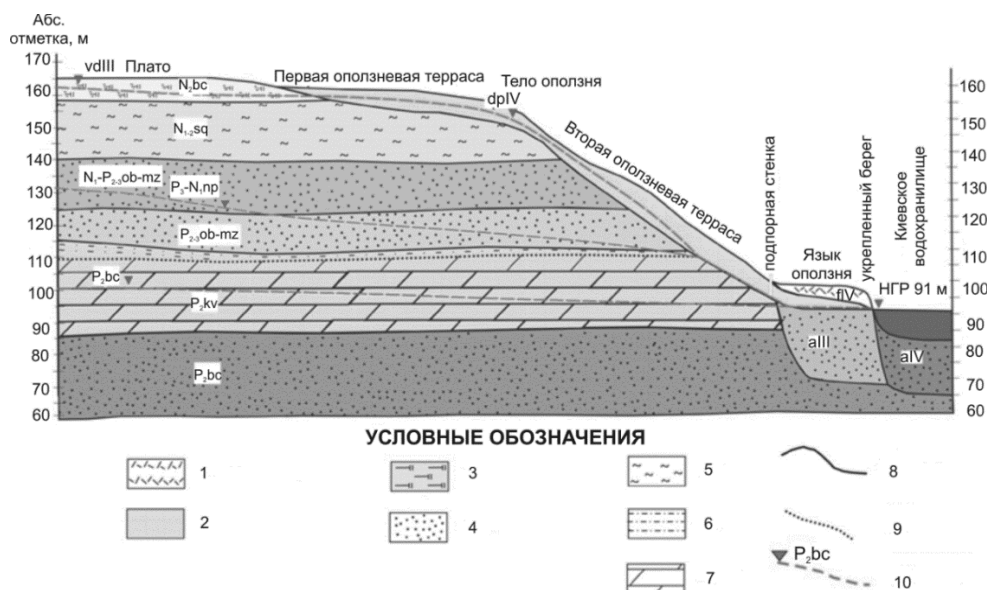 Абс.
отметка, м
170
160
150
140
130
120
110
100
90
80
70
60
vdIII Плато
N₂bc
Первая оползневая терраса
Тело оползня
dpIV
Вторая оползневая терраса
N₁₋₂sq
N₁-P₂₋₃ob-mz
P₃-N₁np
P₂₋₃ob-mz
P₂bc
P₂kv
P₂bc
подпорная стенка
Язык
оползня
fIV
укрепленный берег
Киевское
водохранилище
НГР 91 м
aIII
aIV
160
150
140
130
120
110
100
90
80
70
60
УСЛОВНЫЕ ОБОЗНАЧЕНИЯ
1
2
3
4
5
6
7
8
9
P₂bc
10